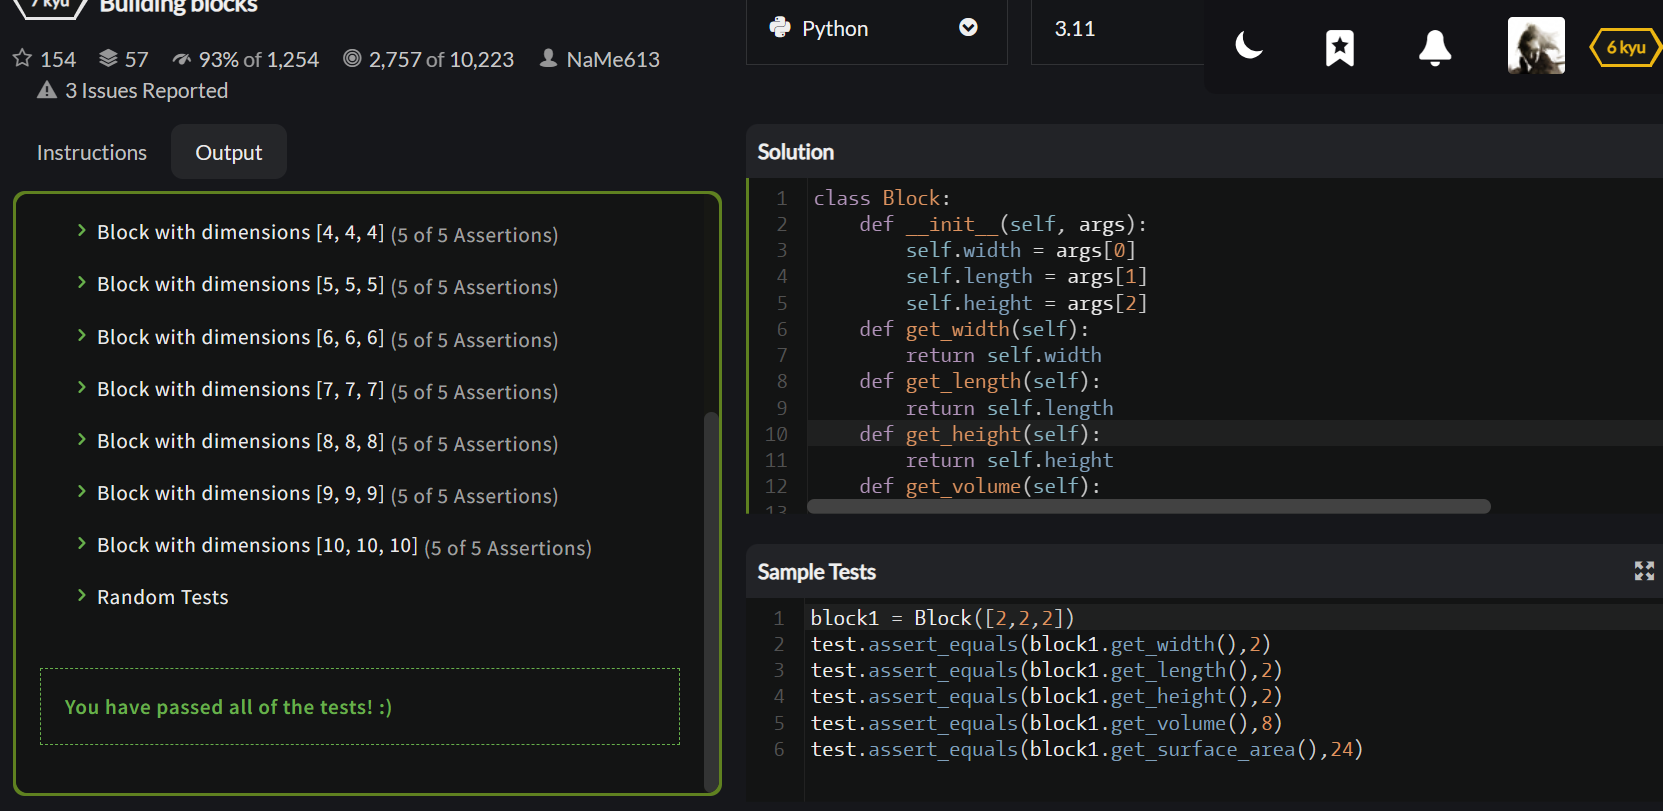 7 kyu Building blocks
154 57 93% of 1,254 2,757 of 10,223 NaMe613
3 Issues Reported
Instructions Output
Block with dimensions [4, 4, 4] (5 of 5 Assertions)
Block with dimensions [5, 5, 5] (5 of 5 Assertions)
Block with dimensions [6, 6, 6] (5 of 5 Assertions)
Block with dimensions [7, 7, 7] (5 of 5 Assertions)
Block with dimensions [8, 8, 8] (5 of 5 Assertions)
Block with dimensions [9, 9, 9] (5 of 5 Assertions)
Block with dimensions [10, 10, 10] (5 of 5 Assertions)
Random Tests
You have passed all of the tests! :)
Python 3.11
6 kyu
Solution
1 class Block:
2 def __init__(self, args):
3 self.width = args[0]
4 self.length = args[1]
5 self.height = args[2]
6 def get_width(self):
7 return self.width
8 def get_length(self):
9 return self.length
10 def get_height(self):
11 return self.height
12 def get_volume(self):
13
Sample Tests
1 block1 = Block([2,2,2])
2 test.assert_equals(block1.get_width(),2)
3 test.assert_equals(block1.get_length(),2)
4 test.assert_equals(block1.get_height(),2)
5 test.assert_equals(block1.get_volume(),8)
6 test.assert_equals(block1.get_surface_area(),24)